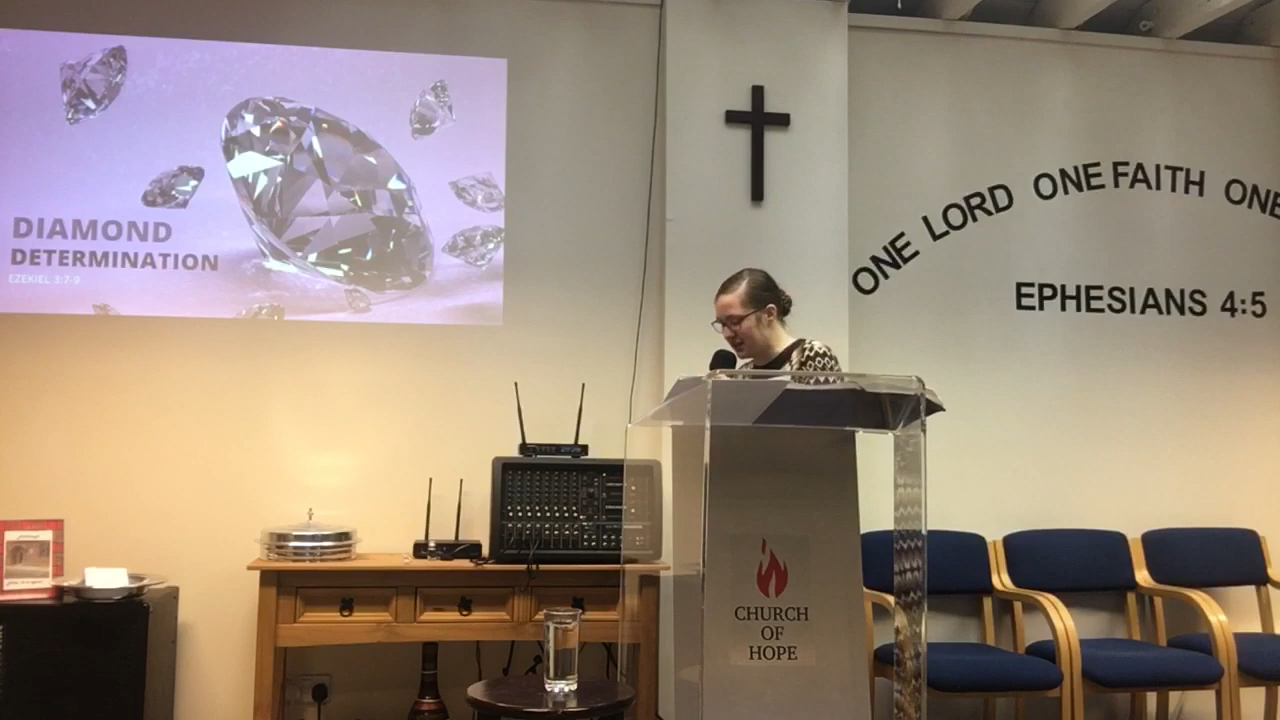 DIAMOND
DETERMINATION
EZEKIEL 3:7-9
ONE LORD ONE FAITH ONE
EPHESIANS 4:5
CHURCH
OF
HOPE